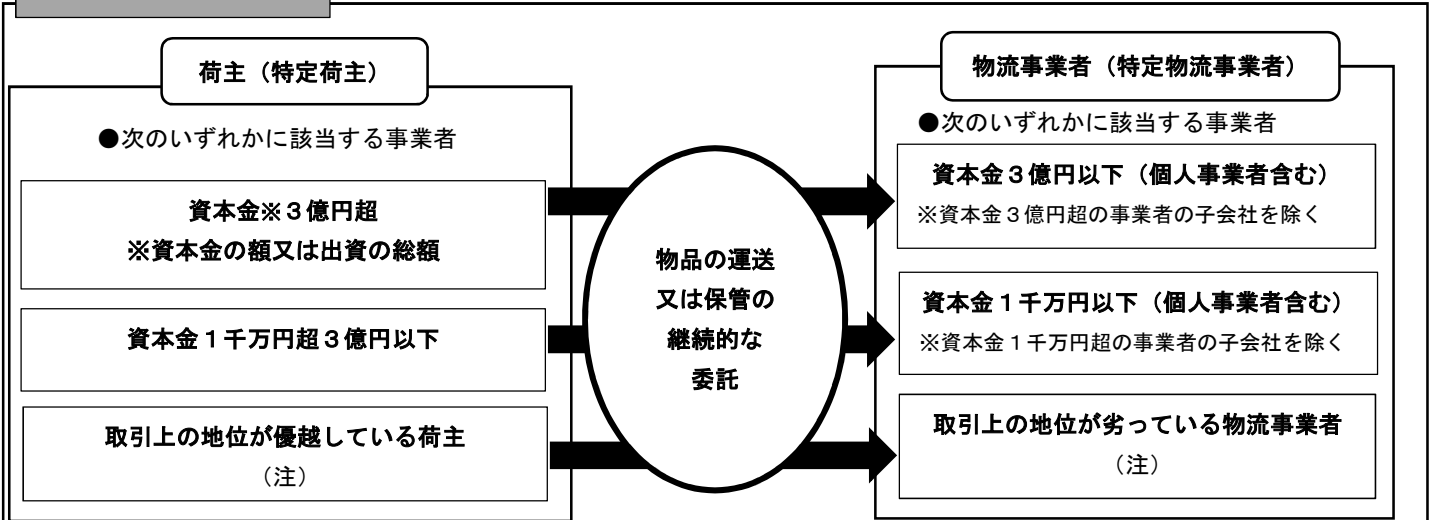 荷主（特定荷主）
●次のいずれかに該当する事業者
資本金※３億円超
※資本金の額又は出資の総額
資本金１千万円超３億円以下
取引上の地位が優越している荷主
（注）
物品の運送
又は保管の
継続的な
委託
物流事業者（特定物流事業者）
●次のいずれかに該当する事業者
資本金３億円以下（個人事業者含む）
※資本金３億円超の事業者の子会社を除く
資本金１千万円以下（個人事業者含む）
※資本金１千万円超の事業者の子会社を除く
取引上の地位が劣っている物流事業者
（注）